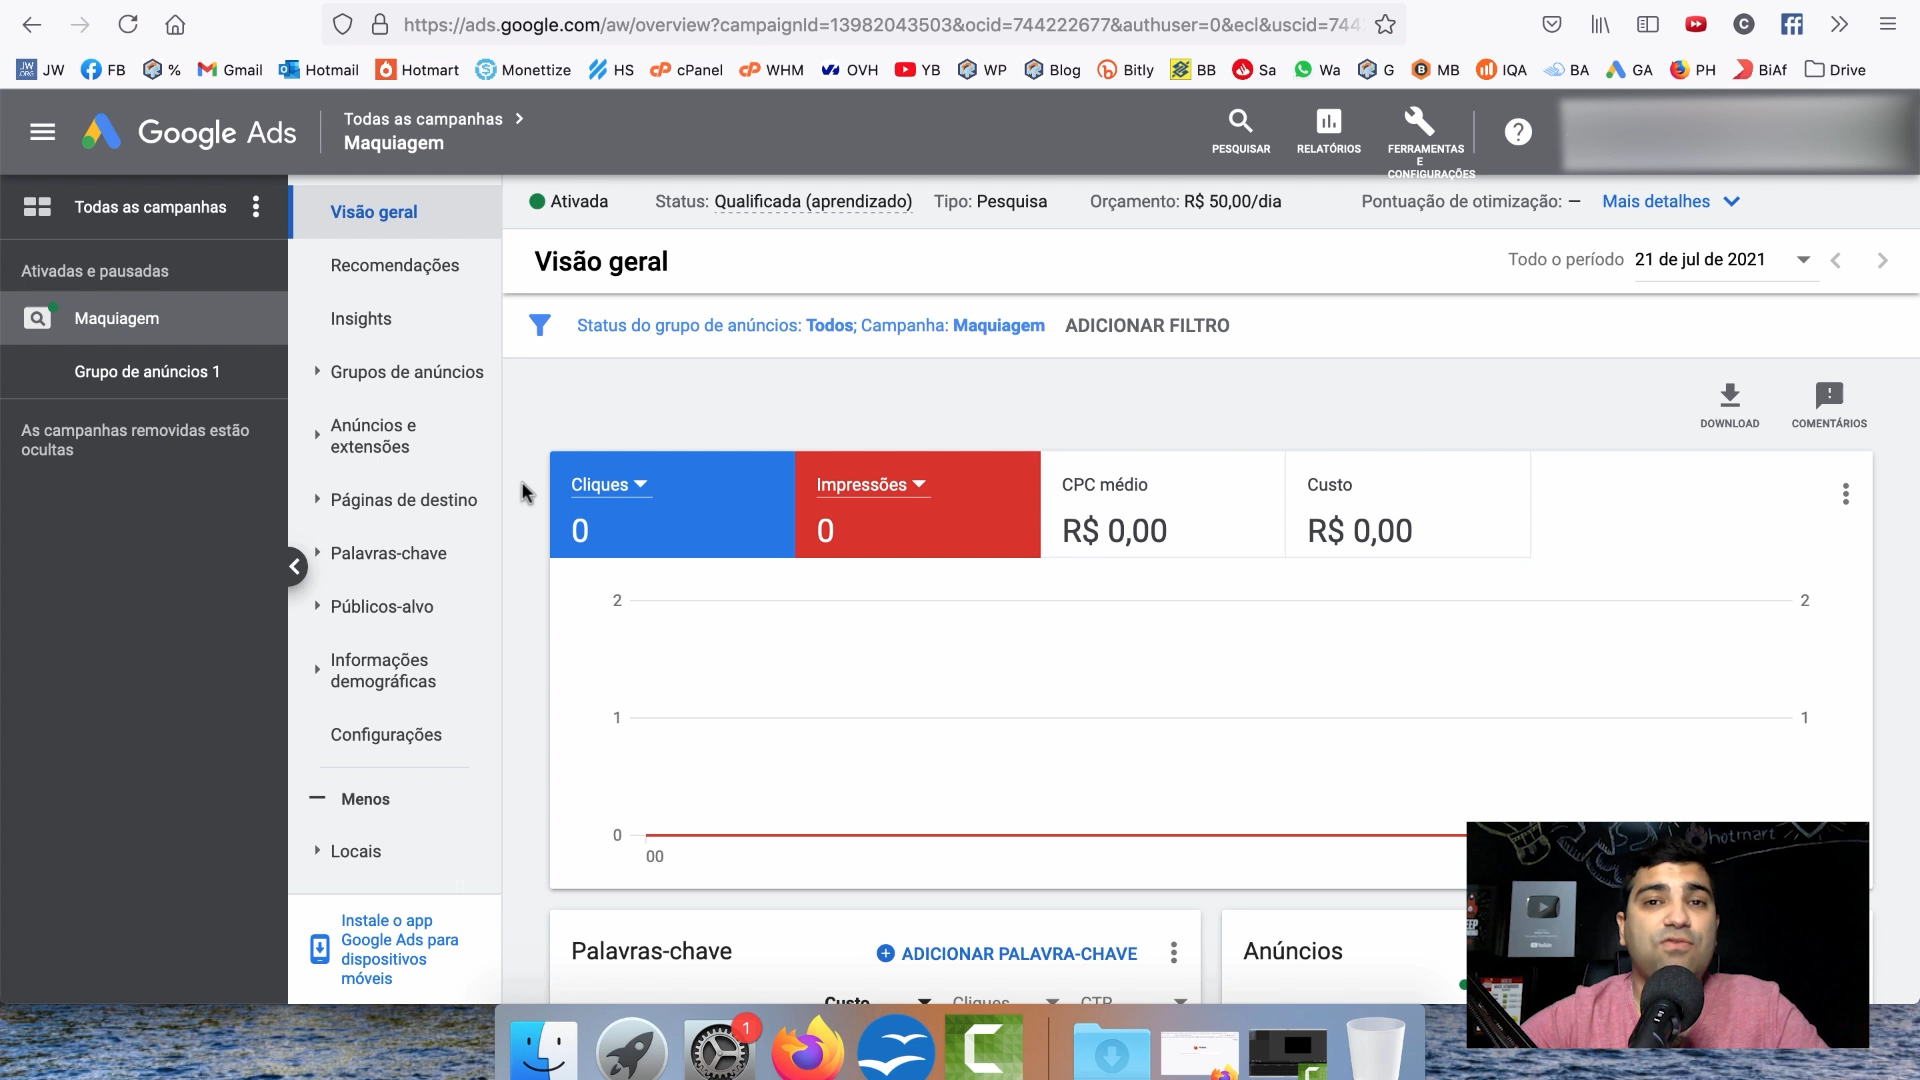 https://ads.google.com/aw/overview?campaignId=13982043503&ocid=744222677&authuser=0&ecl&uscid=744
JW FB % Gmail Hotmail Hotmart Monettize HS cPanel WHM OVH YB WP Blog Bitly BB Sa Wa G MB IQA BA GA PH BiAf Drive
Google Ads
Todas as campanhas
Maquiagem
PESQUISAR
RELATÓRIOS
FERRAMENTAS
E
CONFIGURAÇÕES
Todas as campanhas
Ativadas e pausadas
Maquiagem
Grupo de anúncios 1
As campanhas removidas estão
ocultas
Visão geral
Recomendações
Insights
Grupos de anúncios
Anúncios e
extensões
Páginas de destino
Palavras-chave
Públicos-alvo
Informações
demográficas
Configurações
Menos
Locais
Instale o app
Google Ads para
dispositivos
móveis
Ativada Status: Qualificada (aprendizado) Tipo: Pesquisa Orçamento: R$ 50,00/dia Pontuação de otimização: — Mais detalhes
Visão geral
Todo o período 21 de jul de 2021
Status do grupo de anúncios: Todos; Campanha: Maquiagem ADICIONAR FILTRO
DOWNLOAD
COMENTÁRIOS
Cliques
0
Impressões
0
CPC médio
R$ 0,00
Custo
R$ 0,00
2 2
1 1
0
00
Palavras-chave
ADICIONAR PALAVRA-CHAVE
Custo Cliques CTR
Anúncios
hotmart
YouTube
1